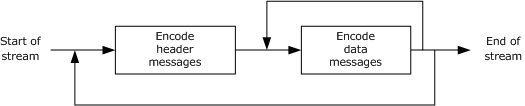 Start of
stream
Encode
header
messages
Encode
data
messages
End of
stream